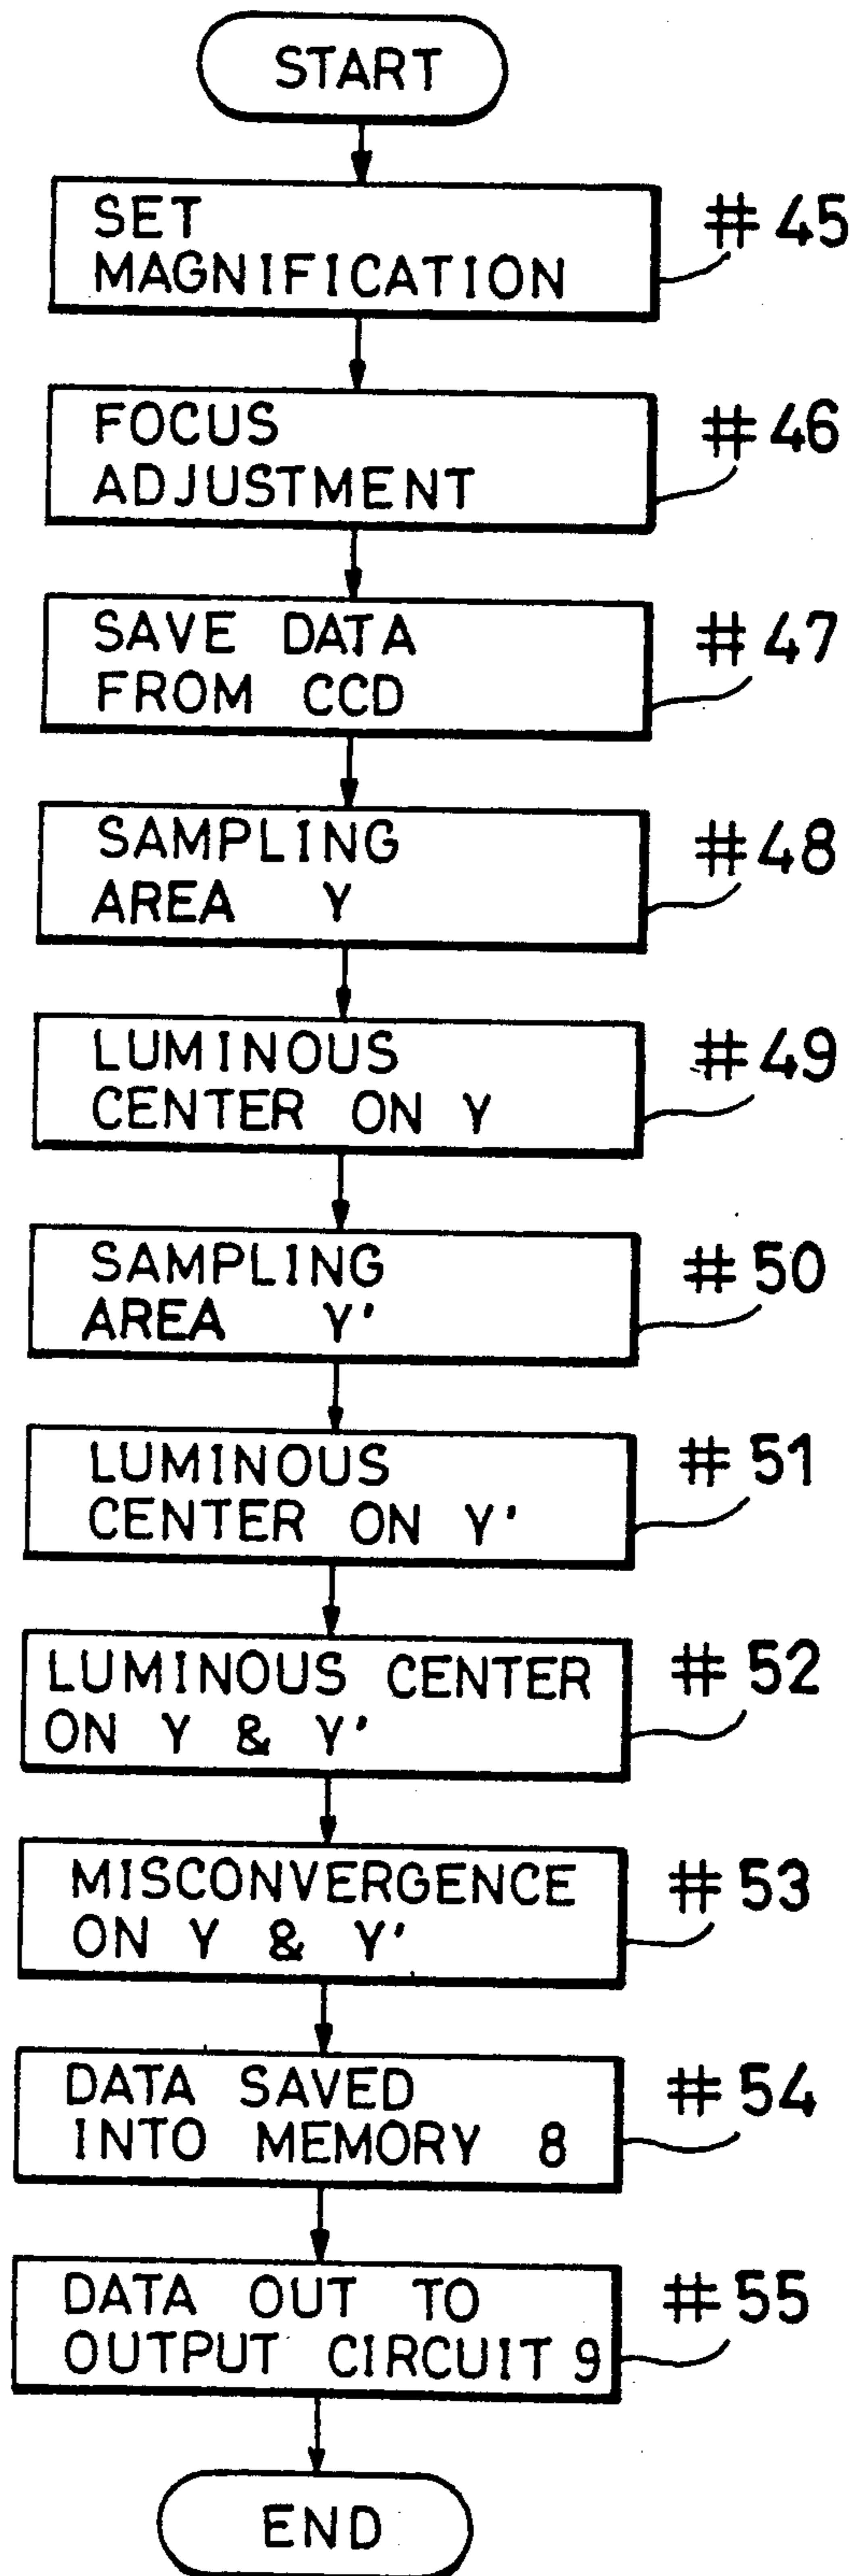 START
SET
MAGNIFICATION
#45
FOCUS
ADJUSTMENT
#46
SAVE DATA
FROM CCD
#47
SAMPLING
AREA Y
#48
LUMINOUS
CENTER ON Y
#49
SAMPLING
AREA Y'
#50
LUMINOUS
CENTER ON Y'
#51
LUMINOUS CENTER
ON Y & Y'
#52
MISCONVERGENCE
ON Y & Y'
#53
DATA SAVED
INTO MEMORY 8
#54
DATA OUT TO
OUTPUT CIRCUIT 9
#55
END